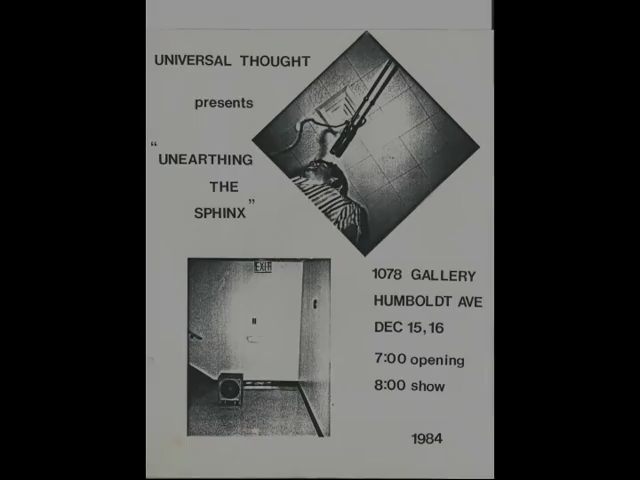 UNIVERSAL THOUGHT
presents
"UNEARTHING
THE
SPHINX"
EXIT
1078 GALLERY
HUMBOLDT AVE
DEC 15, 16
7:00 opening
8:00 show
1984